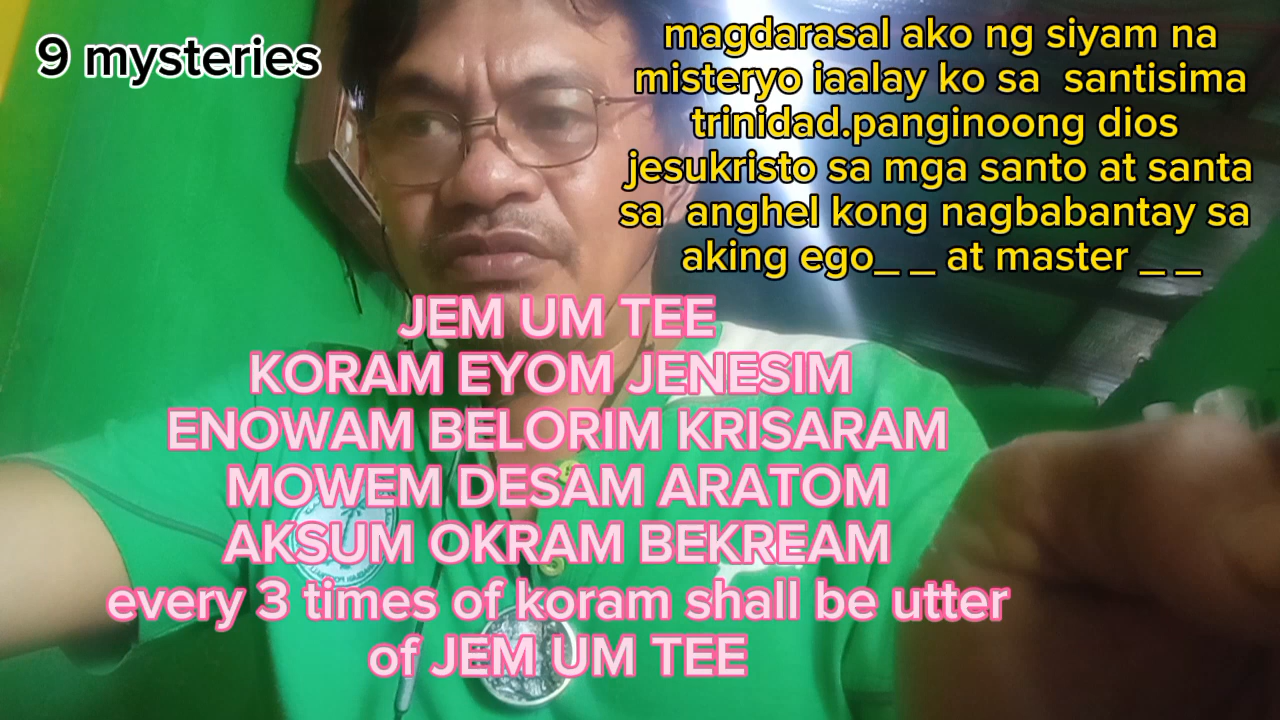 9 mysteries
magdarasal ako ng siyam na
misteryo iaalay ko sa santisima
trinidad.panginoong dios
jesukristo sa mga santo at santa
sa anghel kong nagbabantay sa
aking ego_ _ at master _ _
JEM UM TEE
KORAM EYOM JENESIM
ENOWAM BELORIM KRISARAM
MOWEM DESAM ARATOM
AKSUM OKRAM BEKREAM
every 3 times of koram shall be utter
of JEM UM TEE